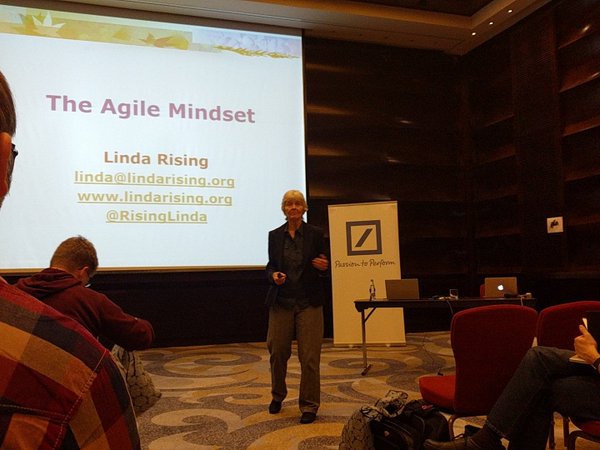 The Agile Mindset
Linda Rising
linda@lindarising.org
www.lindarising.org
@RisingLinda
Passion to Perform